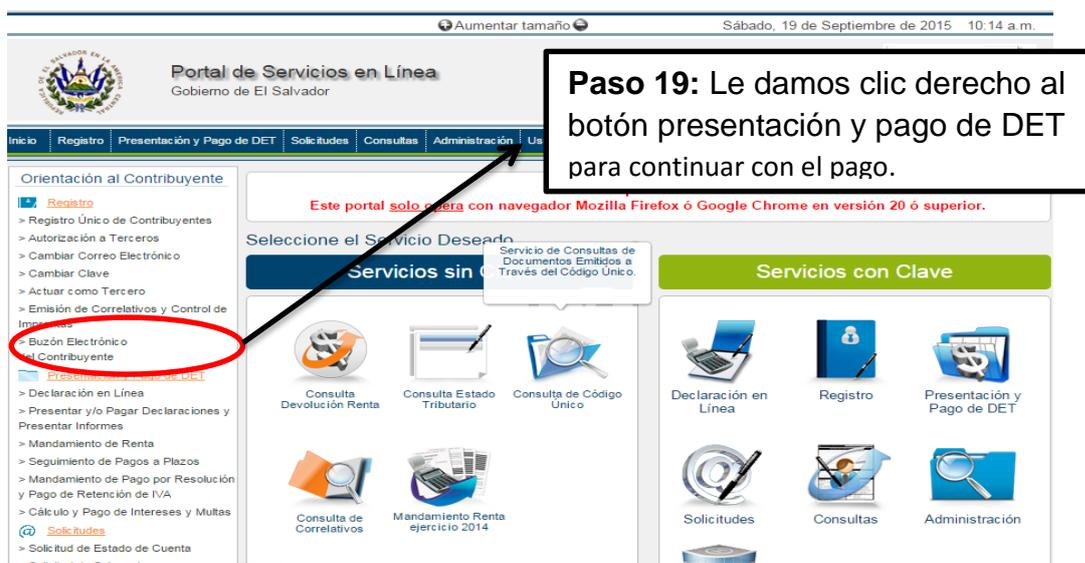 Aumentar tamaño
Sábado, 19 de Septiembre de 2015 10:14 a.m.
Portal de Servicios en Línea
Gobierno de El Salvador
Paso 19: Le damos clic derecho al
botón presentación y pago de DET
para continuar con el pago.
Inicio Registro Presentación y Pago de DET Solicitudes Consultas Administración Us
Orientación al Contribuyente
Registro
> Registro Único de Contribuyentes
> Autorización a Terceros
> Cambiar Correo Electrónico
> Cambiar Clave
> Actuar como Tercero
> Emisión de Correlativos y Control de
Imprentas
> Buzón Electrónico
del Contribuyente
Presentación y Pago de DET
> Declaración en Línea
> Presentar y/o Pagar Declaraciones y
Presentar Informes
> Mandamiento de Renta
> Seguimiento de Pagos a Plazos
> Mandamiento de Pago por Resolución
y Pago de Retención de IVA
> Cálculo y Pago de Intereses y Multas
Solicitudes
> Solicitud de Estado de Cuenta
Este portal solo opera con navegador Mozilla Firefox ó Google Chrome en versión 20 ó superior.
Seleccione el Servicio Deseado
Servicio de Consultas de
Documentos Emitidos a
Través del Código Único.
Servicios sin C
Consulta
Devolución Renta
Consulta Estado
Tributario
Consulta de Código
Único
Consulta de
Correlativos
Mandamiento Renta
ejercicio 2014
Servicios con Clave
Declaración en
Línea
Registro
Presentación y
Pago de DET
Solicitudes
Consultas
Administración